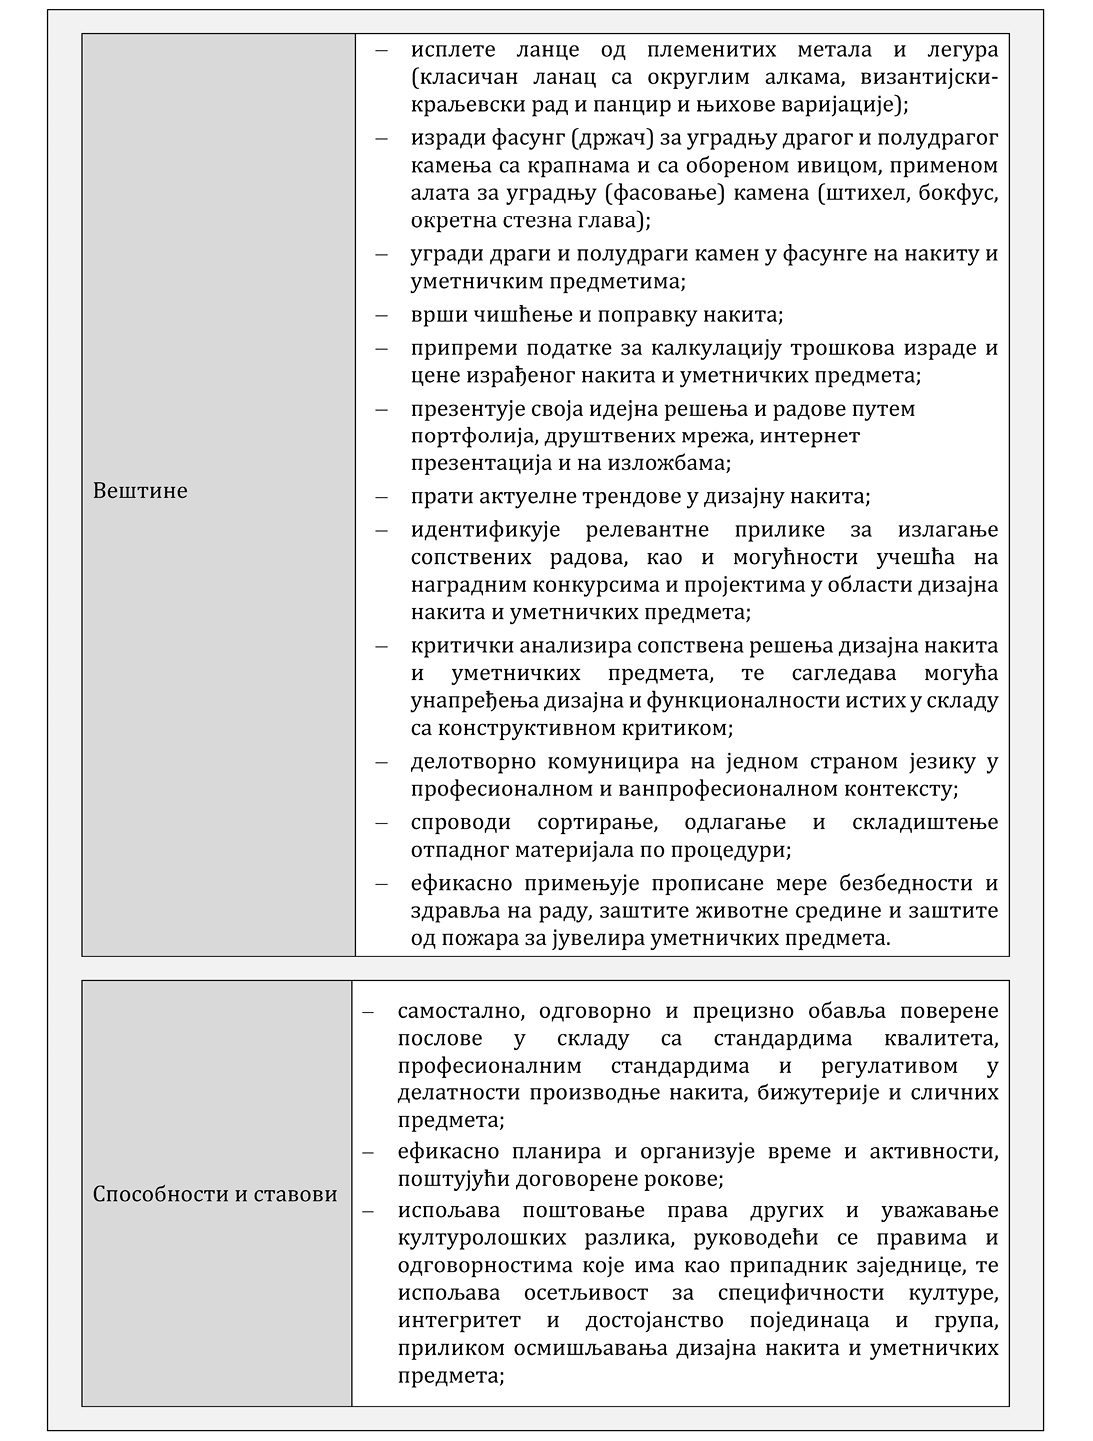 Вештине
– исплете ланце од племенитих метала и легура
(класичан ланац са округлим алкама, византијски-
краљевски рад и панцир и њихове варијације);
– изради фасунг (држач) за уградњу драгог и полудрагог
камења са крапнама и са обореном ивицом, применом
алата за уградњу (фасовање) камена (штихел, бокфус,
окретна стезна глава);
– угради драги и полудраги камен у фасунге на накиту и
уметничким предметима;
– врши чишћење и поправку накита;
– припреми податке за калкулацију трошкова израде и
цене израђеног накита и уметничких предмета;
– презентује своја идејна решења и радове путем
портфолија, друштвених мрежа, интернет
презентација и на изложбама;
– прати актуелне трендове у дизајну накита;
– идентификује релевантне прилике за излагање
сопствених радова, као и могућности учешћа на
наградним конкурсима и пројектима у области дизајна
накита и уметничких предмета;
– критички анализира сопствена решења дизајна накита
и уметничких предмета, те сагледава могућа
унапређења дизајна и функционалности истих у складу
са конструктивном критиком;
– делотворно комуницира на једном страном језику у
професионалном и ванпрофесионалном контексту;
– спроводи сортирање, одлагање и складиштење
отпадног материјала по процедури;
– ефикасно примењује прописане мере безбедности и
здравља на раду, заштите животне средине и заштите
од пожара за јувелира уметничких предмета.
Способности и ставови
– самостално, одговорно и прецизно обавља поверене
послове у складу са стандардима квалитета,
професионалним стандардима и регулативом у
делатности производње накита, бижутерије и сличних
предмета;
– ефикасно планира и организује време и активности,
поштујући договорене рокове;
– испољава поштовање права других и уважавање
културолошких разлика, руководећи се правима и
одговорностима које има као припадник заједнице, те
испољава осетљивост за специфичности културе,
интегритет и достојанство појединаца и група,
приликом осмишљавања дизајна накита и уметничких
предмета;